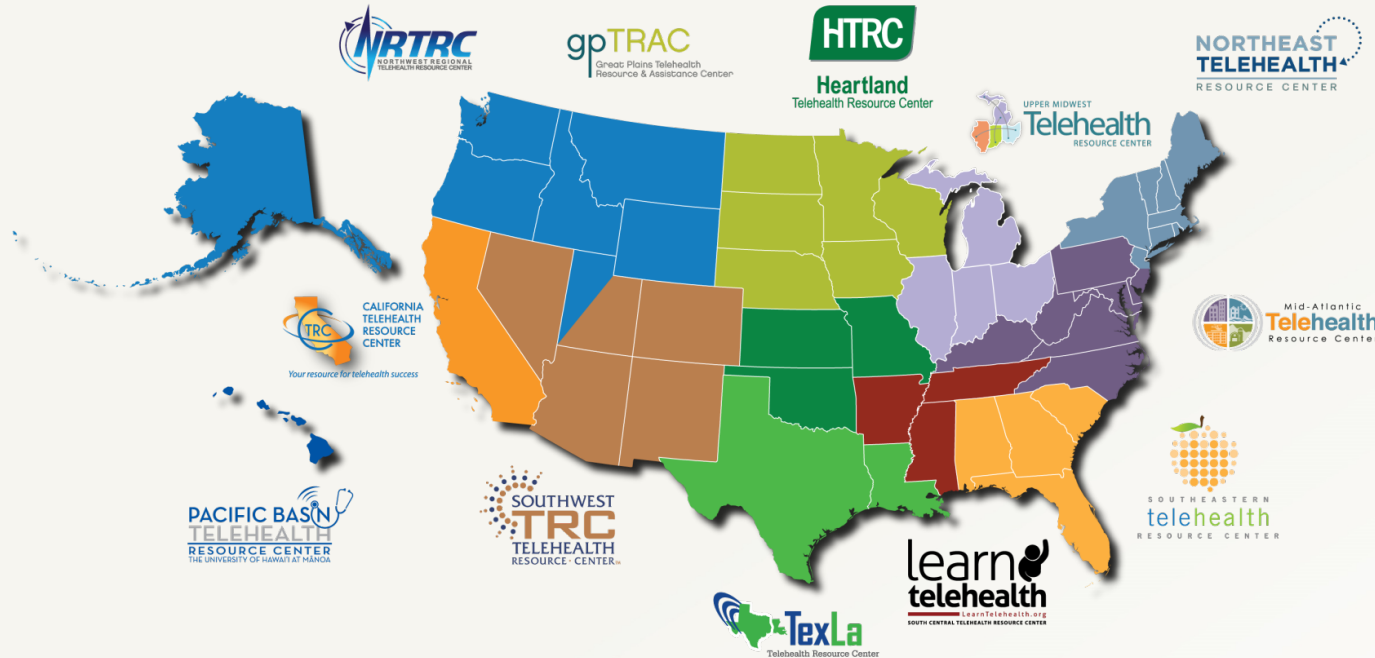 NRTRC
NORTHWEST REGIONAL
TELEHEALTH RESOURCE CENTER
gpTRAC
Great Plains Telehealth
Resource & Assistance Center
HTRC
Heartland
Telehealth Resource Center
UPPER MIDWEST
Telehealth
RESOURCE CENTER
NORTHEAST
TELEHEALTH
RESOURCE CENTER
TRC
CALIFORNIA
TELEHEALTH
RESOURCE
CENTER
Your resource for telehealth success
Mid-Atlantic
Telehealth
Resource Center
PACIFIC BASIN
TELEHEALTH
RESOURCE CENTER
THE UNIVERSITY OF HAWAI'I AT MĀNOA
SOUTHWEST
TRC
TELEHEALTH
RESOURCE · CENTER
SOUTHEASTERN
telehealth
RESOURCE CENTER
learn
telehealth
LearnTelehealth.org
SOUTH CENTRAL TELEHEALTH RESOURCE CENTER
TexLa
Telehealth Resource Center